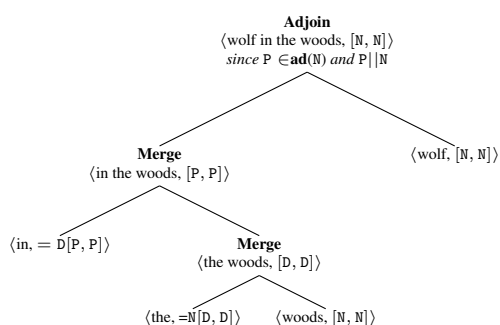 Adjoin
⟨wolf in the woods, [N, N]⟩
since P ∈ad(N) and P||N
Merge
⟨in the woods, [P, P]⟩
⟨wolf, [N, N]⟩
⟨in, = D[P, P]⟩
Merge
⟨the woods, [D, D]⟩
⟨the, =N[D, D]⟩
⟨woods, [N, N]⟩